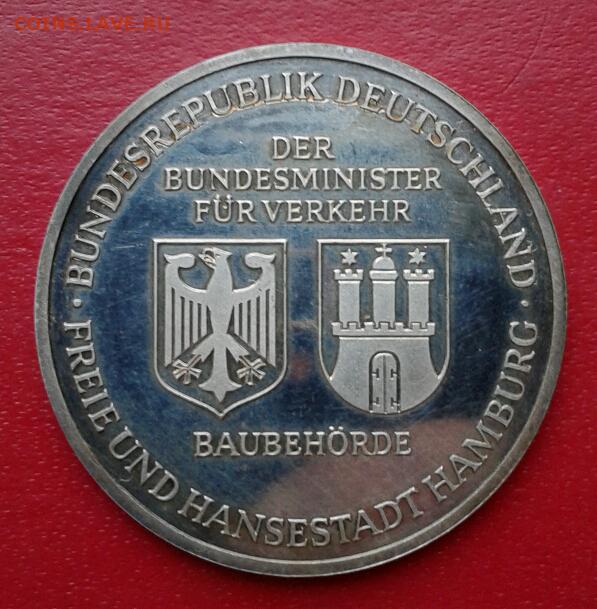 COINS.LAVE.RU
· BUNDESREPUBLIK DEUTSCHLAND ·
DER
BUNDESMINISTER
FÜR VERKEHR
BAUBEHÖRDE
FREIE UND HANSESTADT HAMBURG